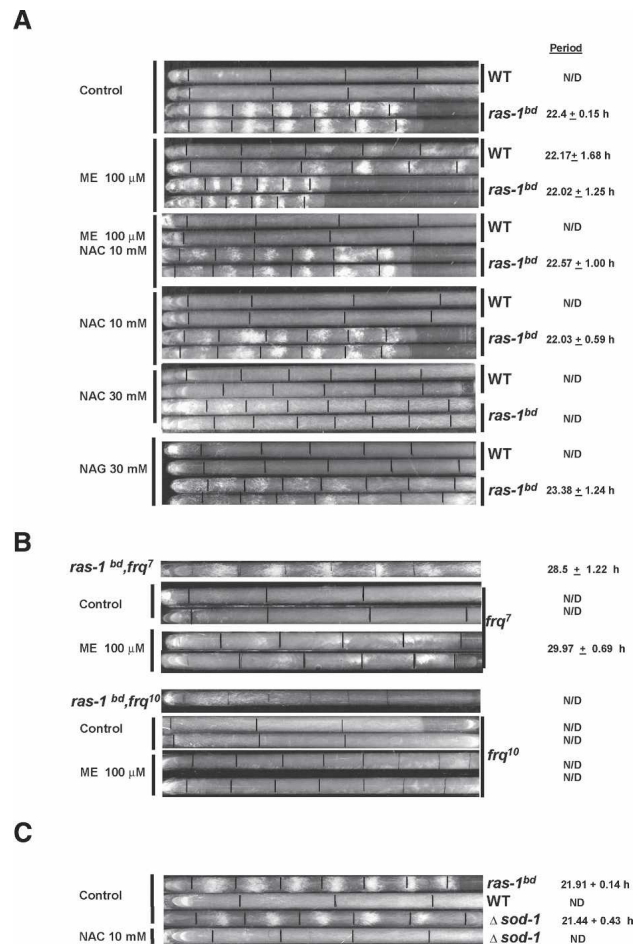 A
Period
Control
WT N/D
ras-1bd 22.4 ± 0.15 h
ME 100 µM
WT 22.17± 1.68 h
ras-1bd 22.02 ± 1.25 h
ME 100 µM
NAC 10 mM
WT N/D
ras-1bd 22.57 ± 1.00 h
NAC 10 mM
WT N/D
ras-1bd 22.03 ± 0.59 h
NAC 30 mM
WT N/D
ras-1bd N/D
NAG 30 mM
WT N/D
ras-1bd 23.38 ± 1.24 h
B
ras-1 bd,frq7 28.5 ± 1.22 h
Control
N/D
N/D
frq7
ME 100 µM
29.97 ± 0.69 h
ras-1 bd,frq10 N/D
Control
N/D
N/D
frq10
ME 100 µM
N/D
N/D
C
Control
ras-1bd 21.91 + 0.14 h
WT ND
Δ sod-1 21.44 + 0.43 h
NAC 10 mM Δ sod-1 ND